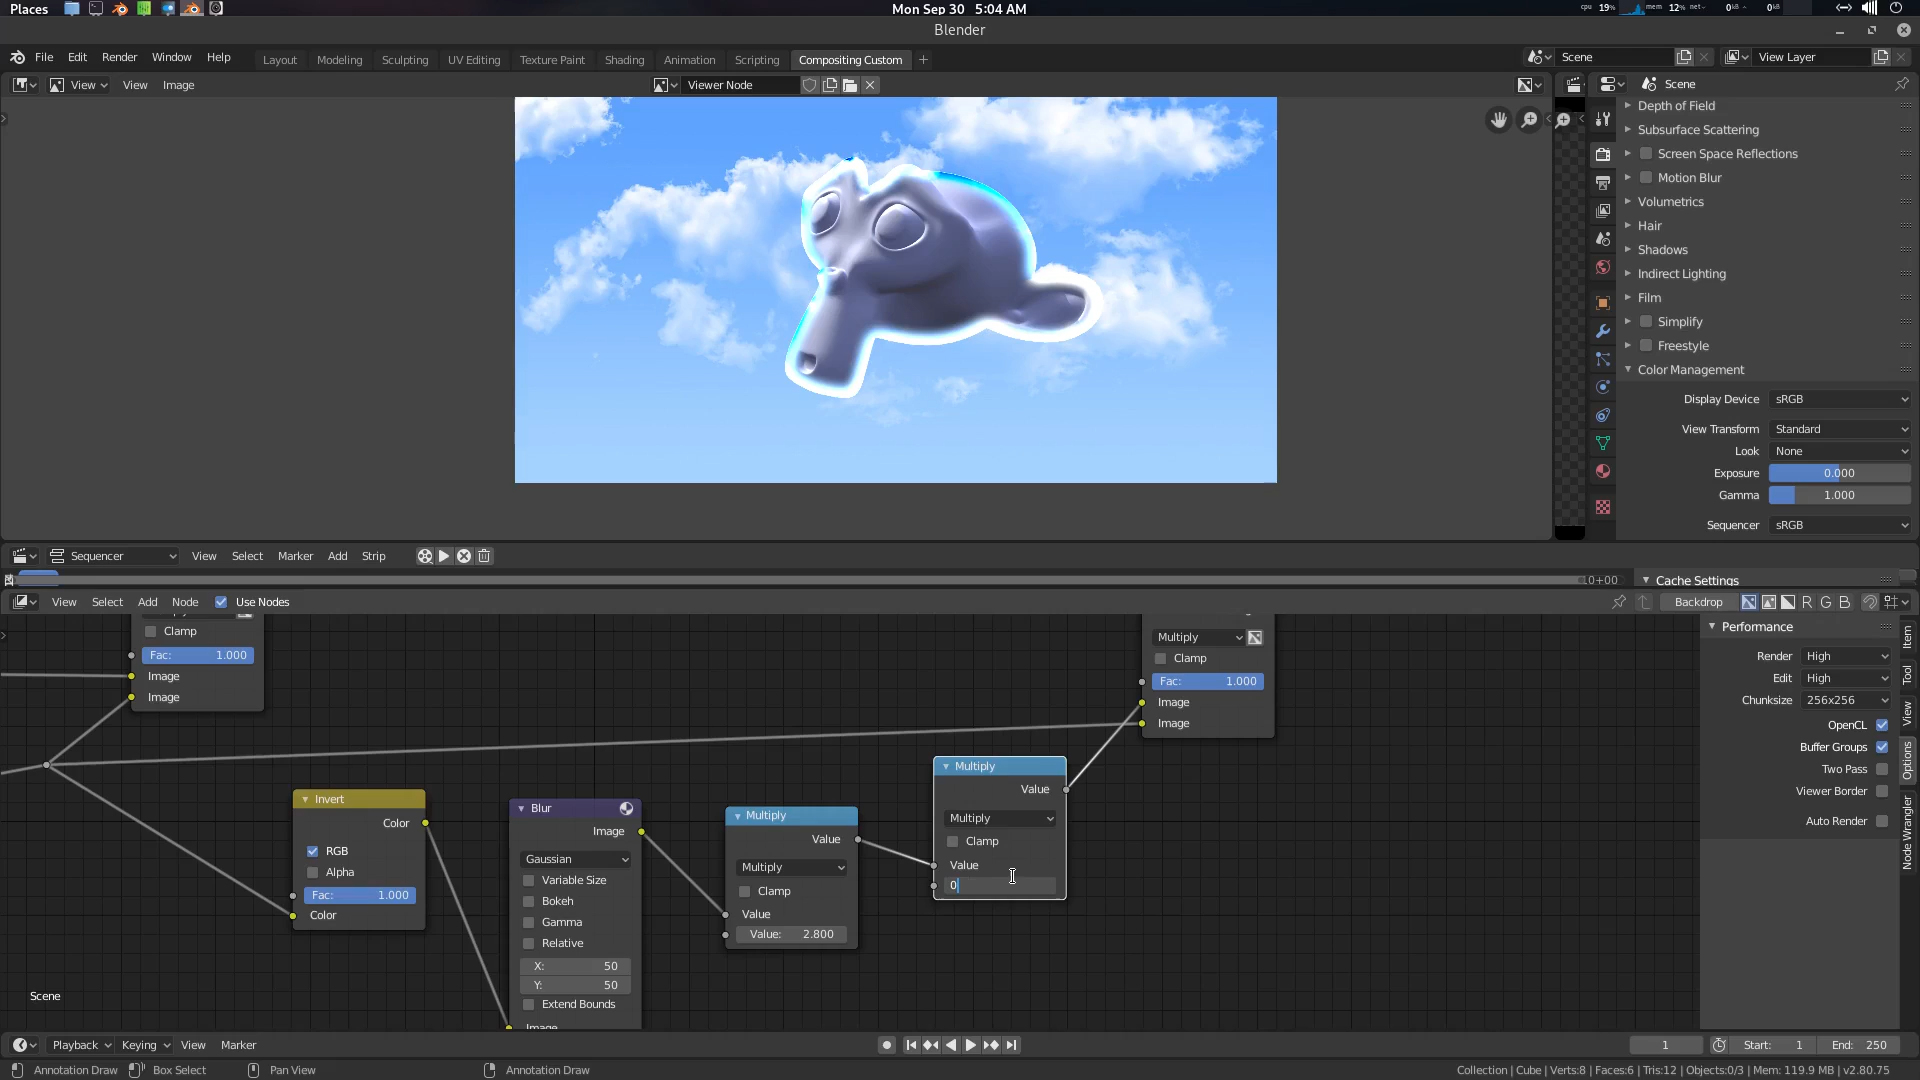 Places
Mon Sep 30   5:04 AM
cpu 19% mem 12% net 0kB 0kB
Blender
File Edit Render Window Help
Layout Modeling Sculpting UV Editing Texture Paint Shading Animation Rendering Compositing Custom +
Scene
View Layer
View
View Image
Viewer Node
Scene
Depth of Field
Subsurface Scattering
Screen Space Reflections
Motion Blur
Volumetrics
Hair
Shadows
Indirect Lighting
Film
Simplify
Freestyle
Color Management
Display Device sRGB
View Transform Standard
Look None
Exposure 0.000
Gamma 1.000
Sequencer sRGB
Sequencer View Select Marker Add Strip
0+00
Cache Settings
View Select Add Node Use Nodes
Backdrop R G B
Clamp
Fac: 1.000
Image
Image
Multiply
Clamp
Fac: 1.000
Image
Image
Invert
Color
RGB
Alpha
Fac: 1.000
Color
Blur
Image
Gaussian
Variable Size
Bokeh
Gamma
Relative
X: 50
Y: 50
Extend Bounds
Image
Multiply
Value
Multiply
Clamp
Value
Value: 2.800
Multiply
Value
Multiply
Clamp
Value
0
Scene
Performance
Render High
Edit High
Chunksize 256x256
OpenCL
Buffer Groups
Two Pass
Viewer Border
Auto Render
Item
Tool
View
Options
Node Wrangler
Playback Keying View Marker
1
Start: 1
End: 250
Annotation Draw
Box Select
Pan View
Annotation Draw
Collection | Cube | Verts:8 | Faces:6 | Tris:12 | Objects:0/3 | Mem: 119.9 MB | v2.80.75